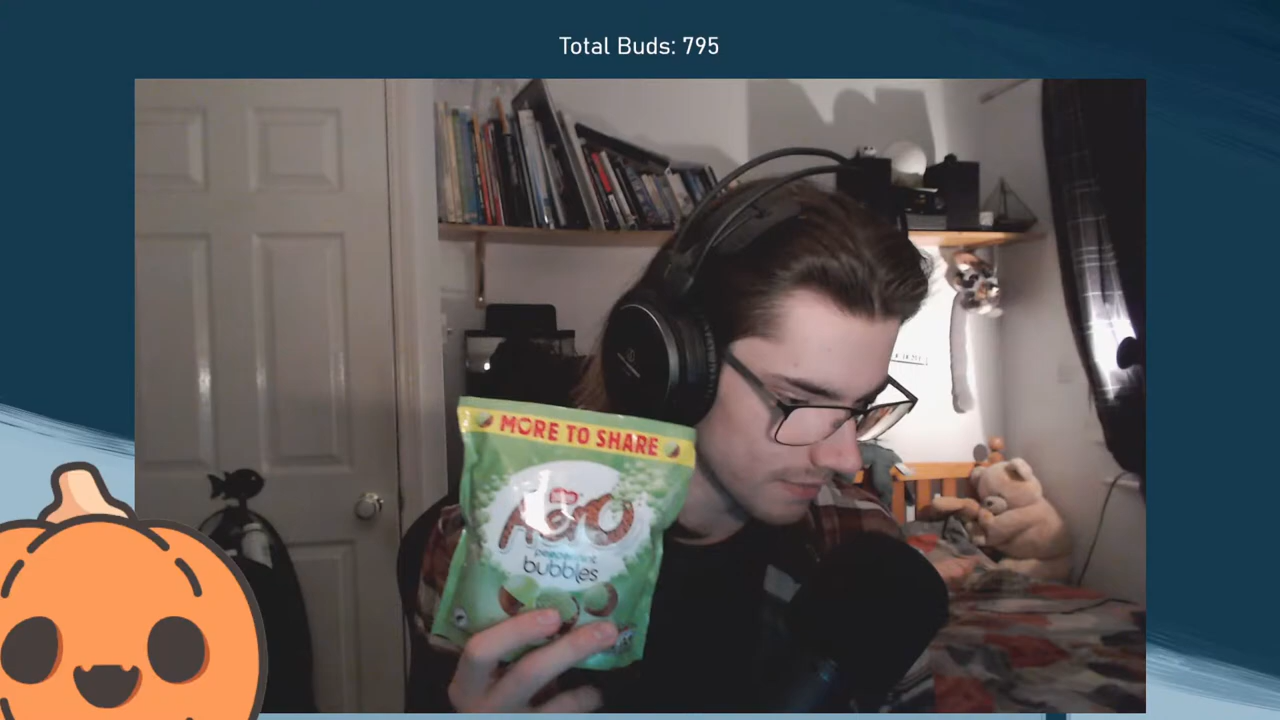 Total Buds: 795
MORE TO SHARE
Aero
peppermint
bubbles